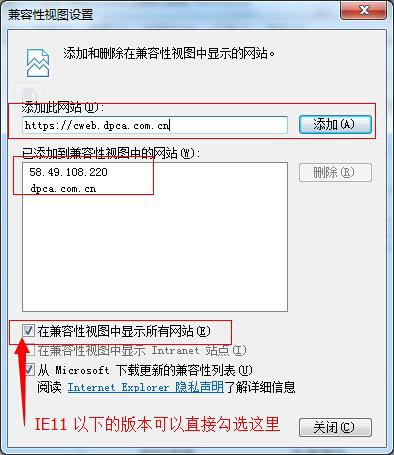 兼容性视图设置
添加和删除在兼容性视图中显示的网站。
添加此网站(D):
https://cweb.dpca.com.cn
添加(A)
已添加到兼容性视图中的网站(W):
删除(R)
58.49.108.220
dpca.com.cn
在兼容性视图中显示所有网站(E)
在兼容性视图中显示 Intranet 站点(I)
从 Microsoft 下载更新的兼容性列表(U)
阅读 Internet Explorer 隐私声明了解详细信息
IE11 以下的版本可以直接勾选这里
关闭(C)